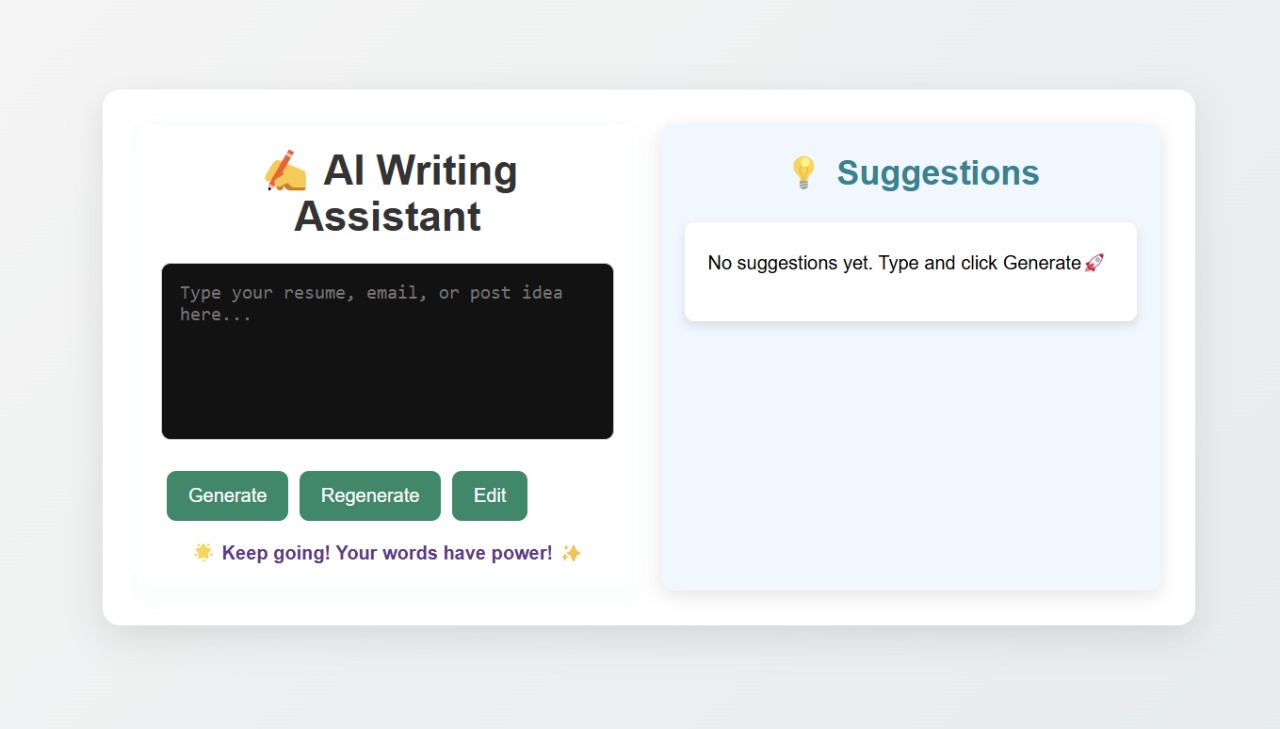 ✍️ AI Writing
Assistant
Type your resume, email, or post idea
here...
Generate
Regenerate
Edit
🌟 Keep going! Your words have power! ✨
💡 Suggestions
No suggestions yet. Type and click Generate🚀